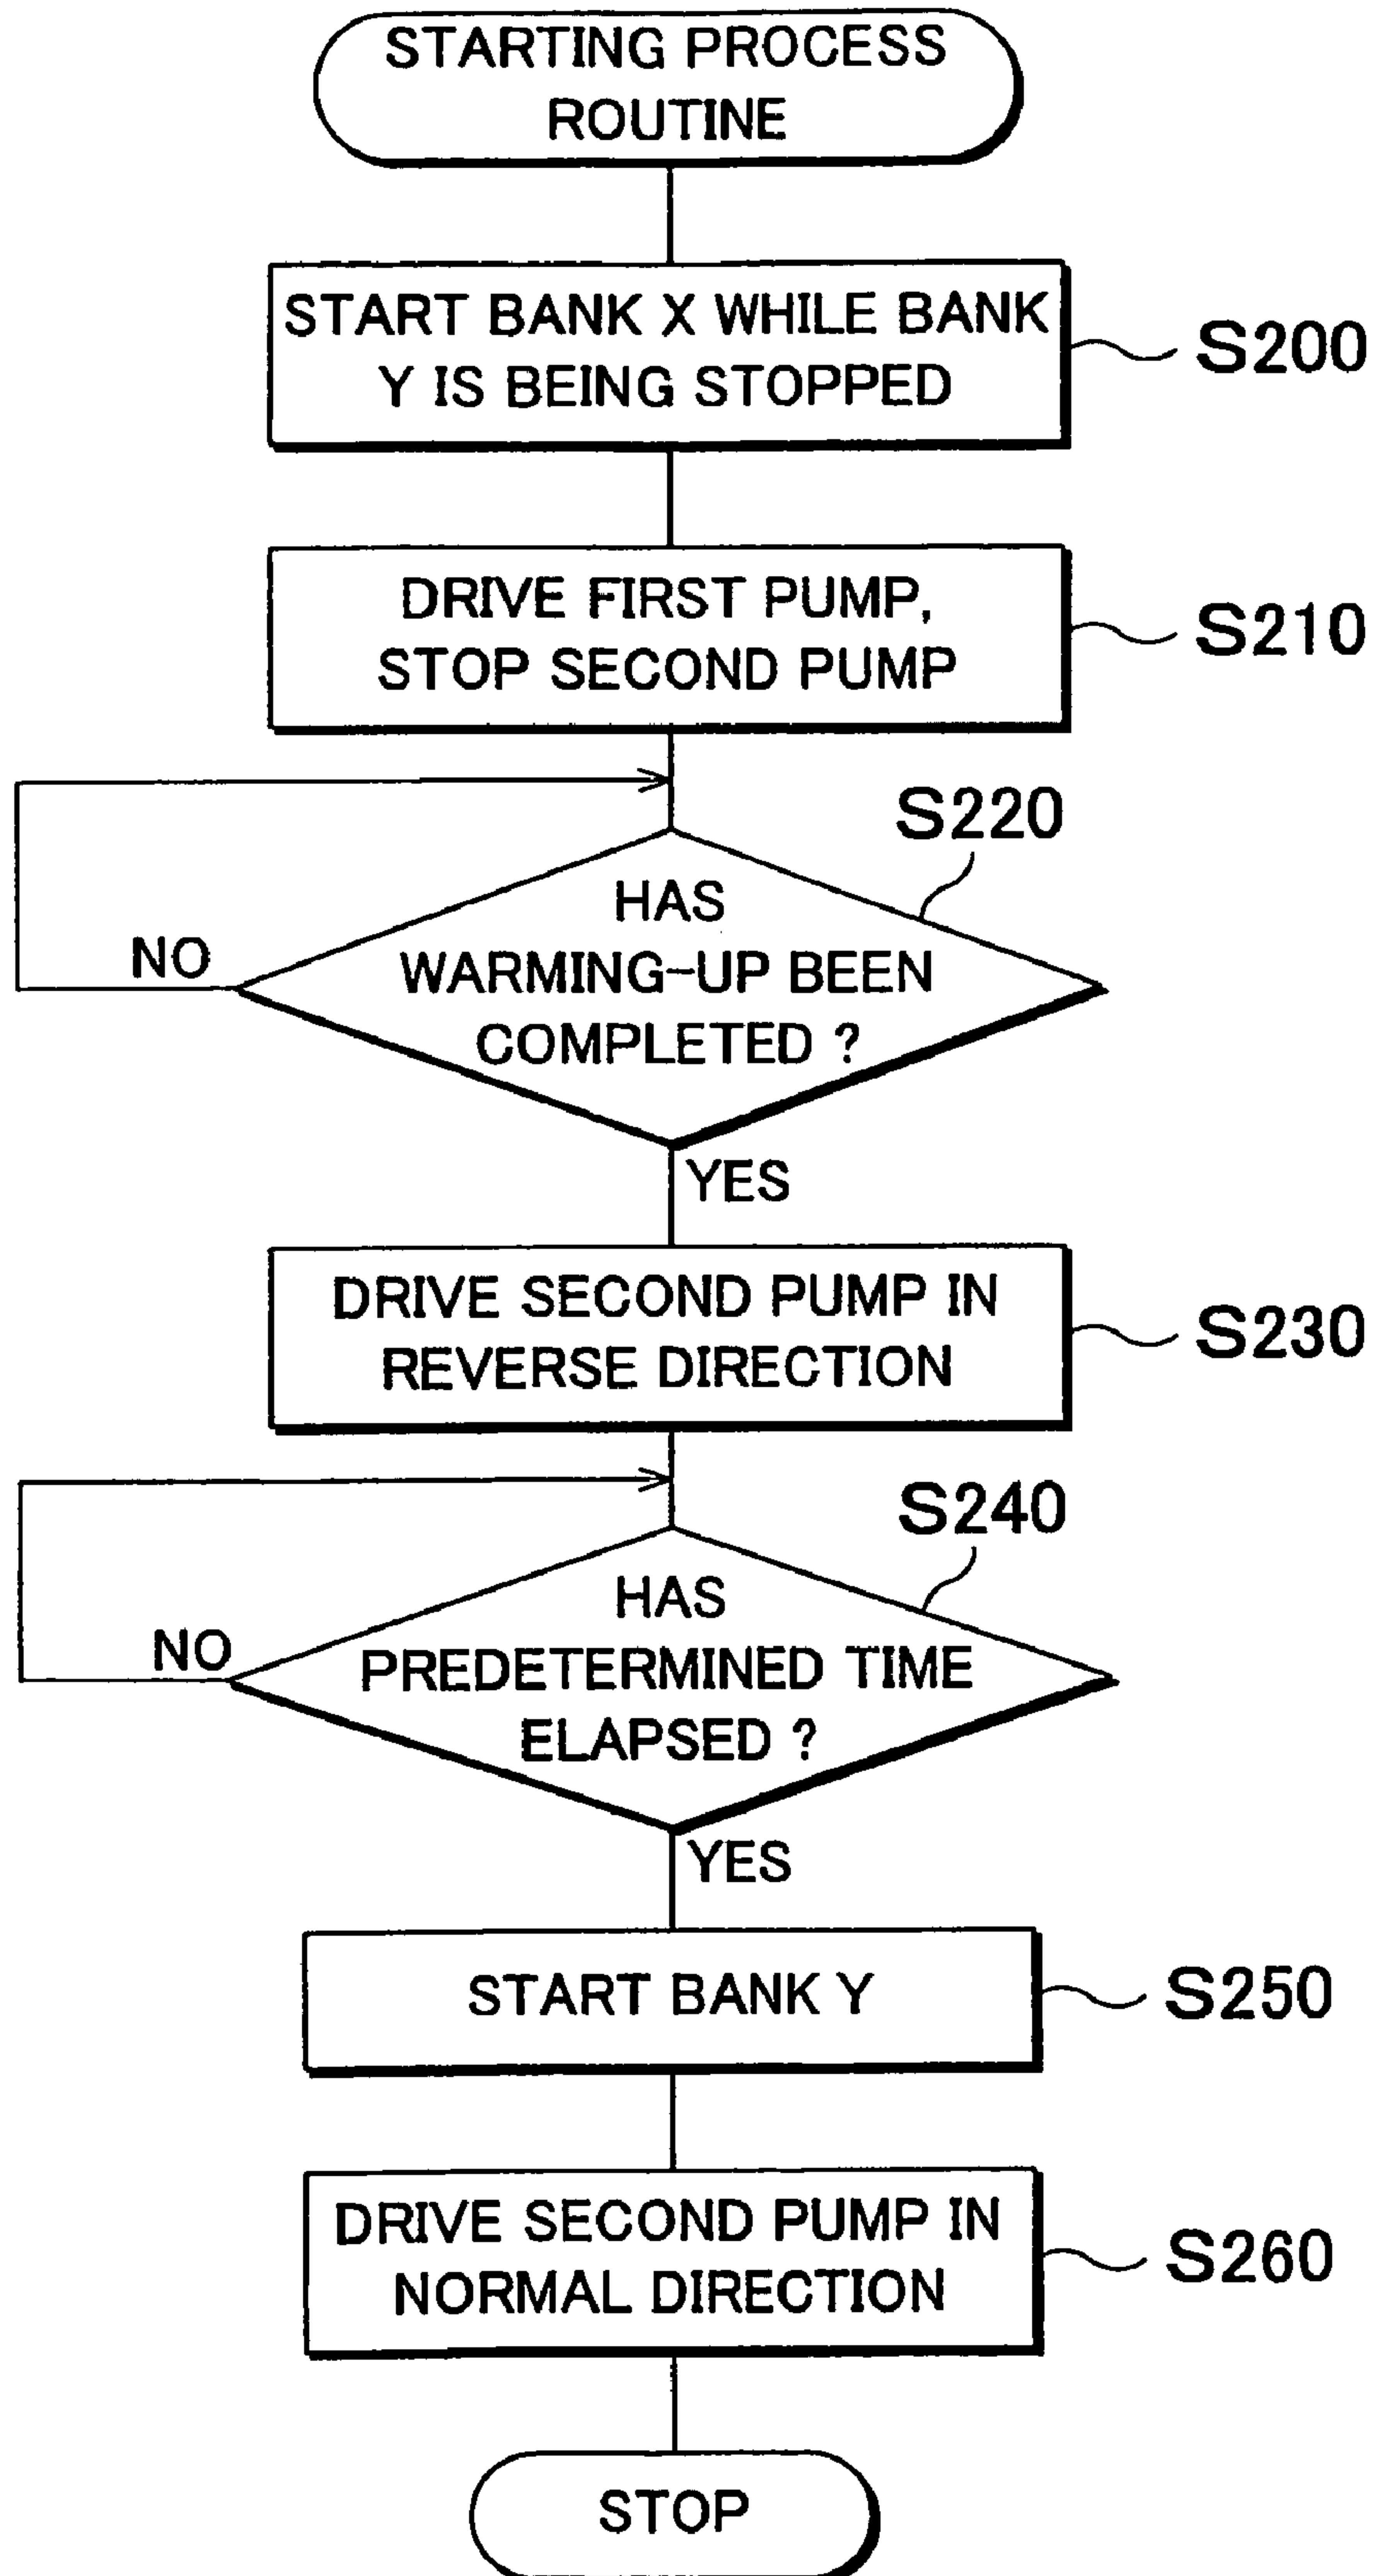 STARTING PROCESS
ROUTINE
START BANK X WHILE BANK
Y IS BEING STOPPED
S200
DRIVE FIRST PUMP,
STOP SECOND PUMP
S210
S220
HAS
WARMING-UP BEEN
COMPLETED ?
NO
YES
DRIVE SECOND PUMP IN
REVERSE DIRECTION
S230
S240
HAS
PREDETERMINED TIME
ELAPSED ?
NO
YES
START BANK Y
S250
DRIVE SECOND PUMP IN
NORMAL DIRECTION
S260
STOP